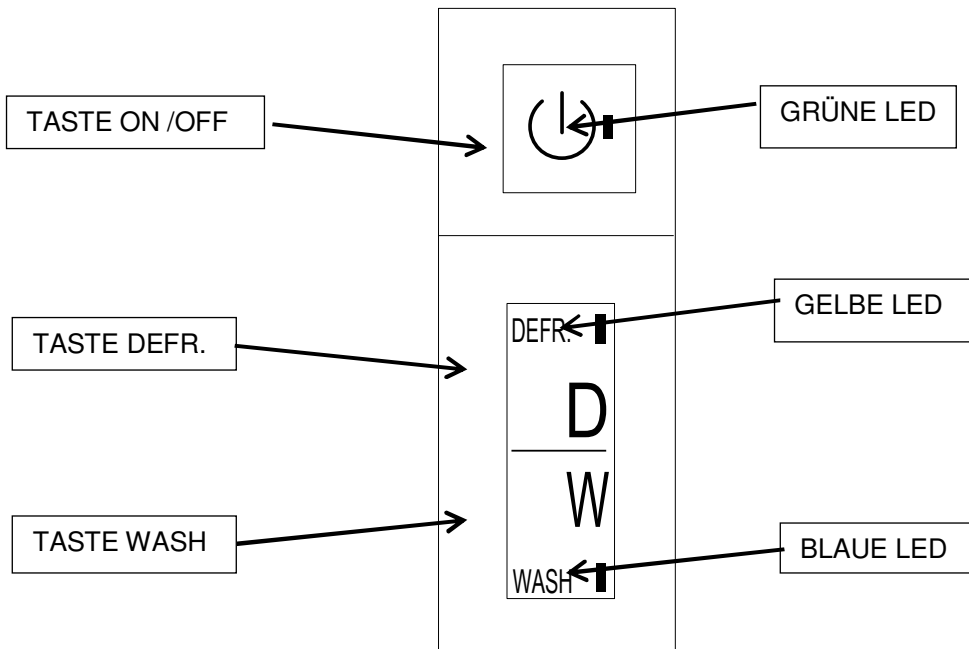 TASTE ON /OFF
GRÜNE LED
TASTE DEFR.
DEFR.
GELBE LED
D
W
TASTE WASH
WASH
BLAUE LED